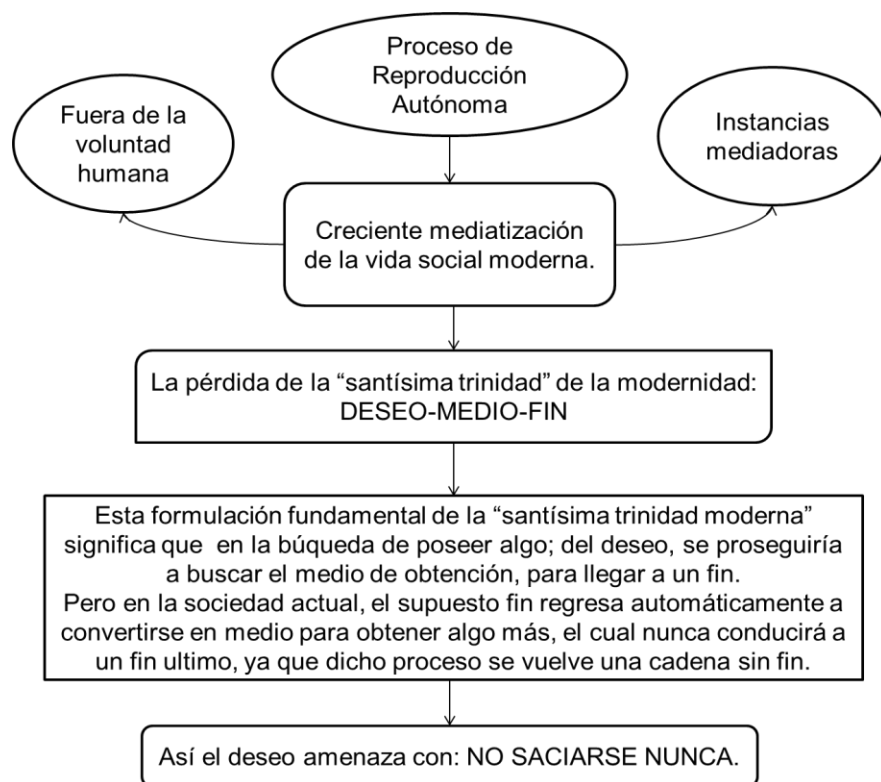 Proceso de
Reproducción
Autónoma
Fuera de la
voluntad
humana
Instancias
mediadoras
Creciente mediatización
de la vida social moderna.
La pérdida de la “santísima trinidad” de la modernidad:
DESEO-MEDIO-FIN
Esta formulación fundamental de la “santísima trinidad moderna”
significa que en la búqueda de poseer algo; del deseo, se proseguiría
a buscar el medio de obtención, para llegar a un fin.
Pero en la sociedad actual, el supuesto fin regresa automáticamente a
convertirse en medio para obtener algo más, el cual nunca conducirá a
un fin ultimo, ya que dicho proceso se vuelve una cadena sin fin.
Así el deseo amenaza con: NO SACIARSE NUNCA.